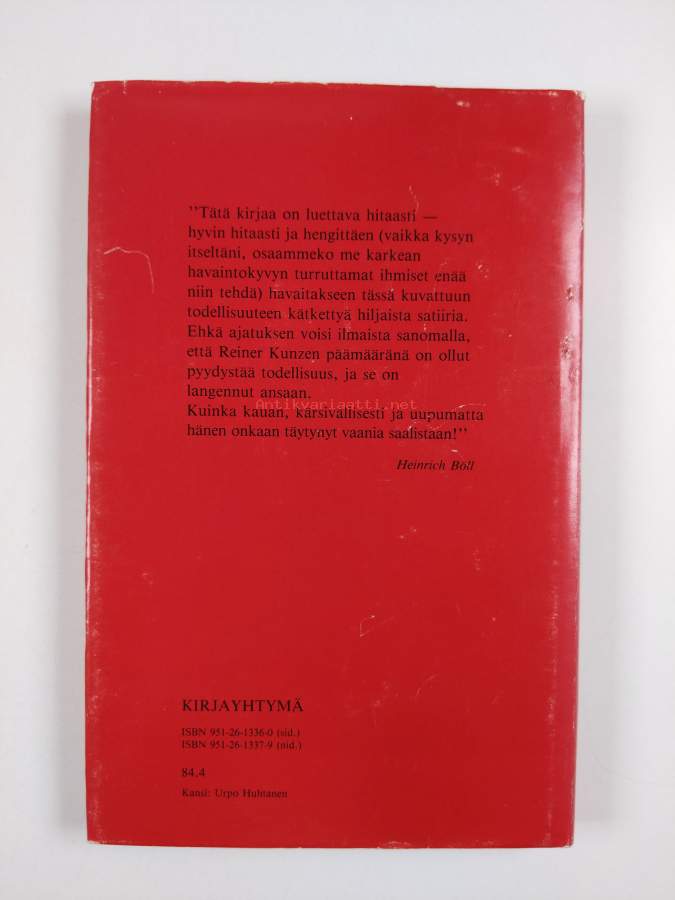 "Tätä kirjaa on luettava hitaasti —
hyvin hitaasti ja hengittäen (vaikka kysyn
itseltäni, osaammeko me karkean
havaintokyvyn turruttamat ihmiset enää
niin tehdä) havaitakseen tässä kuvattuun
todellisuuteen kätkettyä hiljaista satiiria.
Ehkä ajatuksen voisi ilmaista sanomalla,
että Reiner Kunzen päämääränä on ollut
pyydystää todellisuus, ja se on
langennut ansaan.
Antikvariaatti.net
Kuinka kauan, kärsivällisesti ja uupumatta
hänen onkaan täytynyt vaania saalistaan!"
Heinrich Böll
KIRJAYHTYMÄ
ISBN 951-26-1336-0 (sid.)
ISBN 951-26-1337-9 (nid.)
84.4
Kansi: Urpo Huhtanen